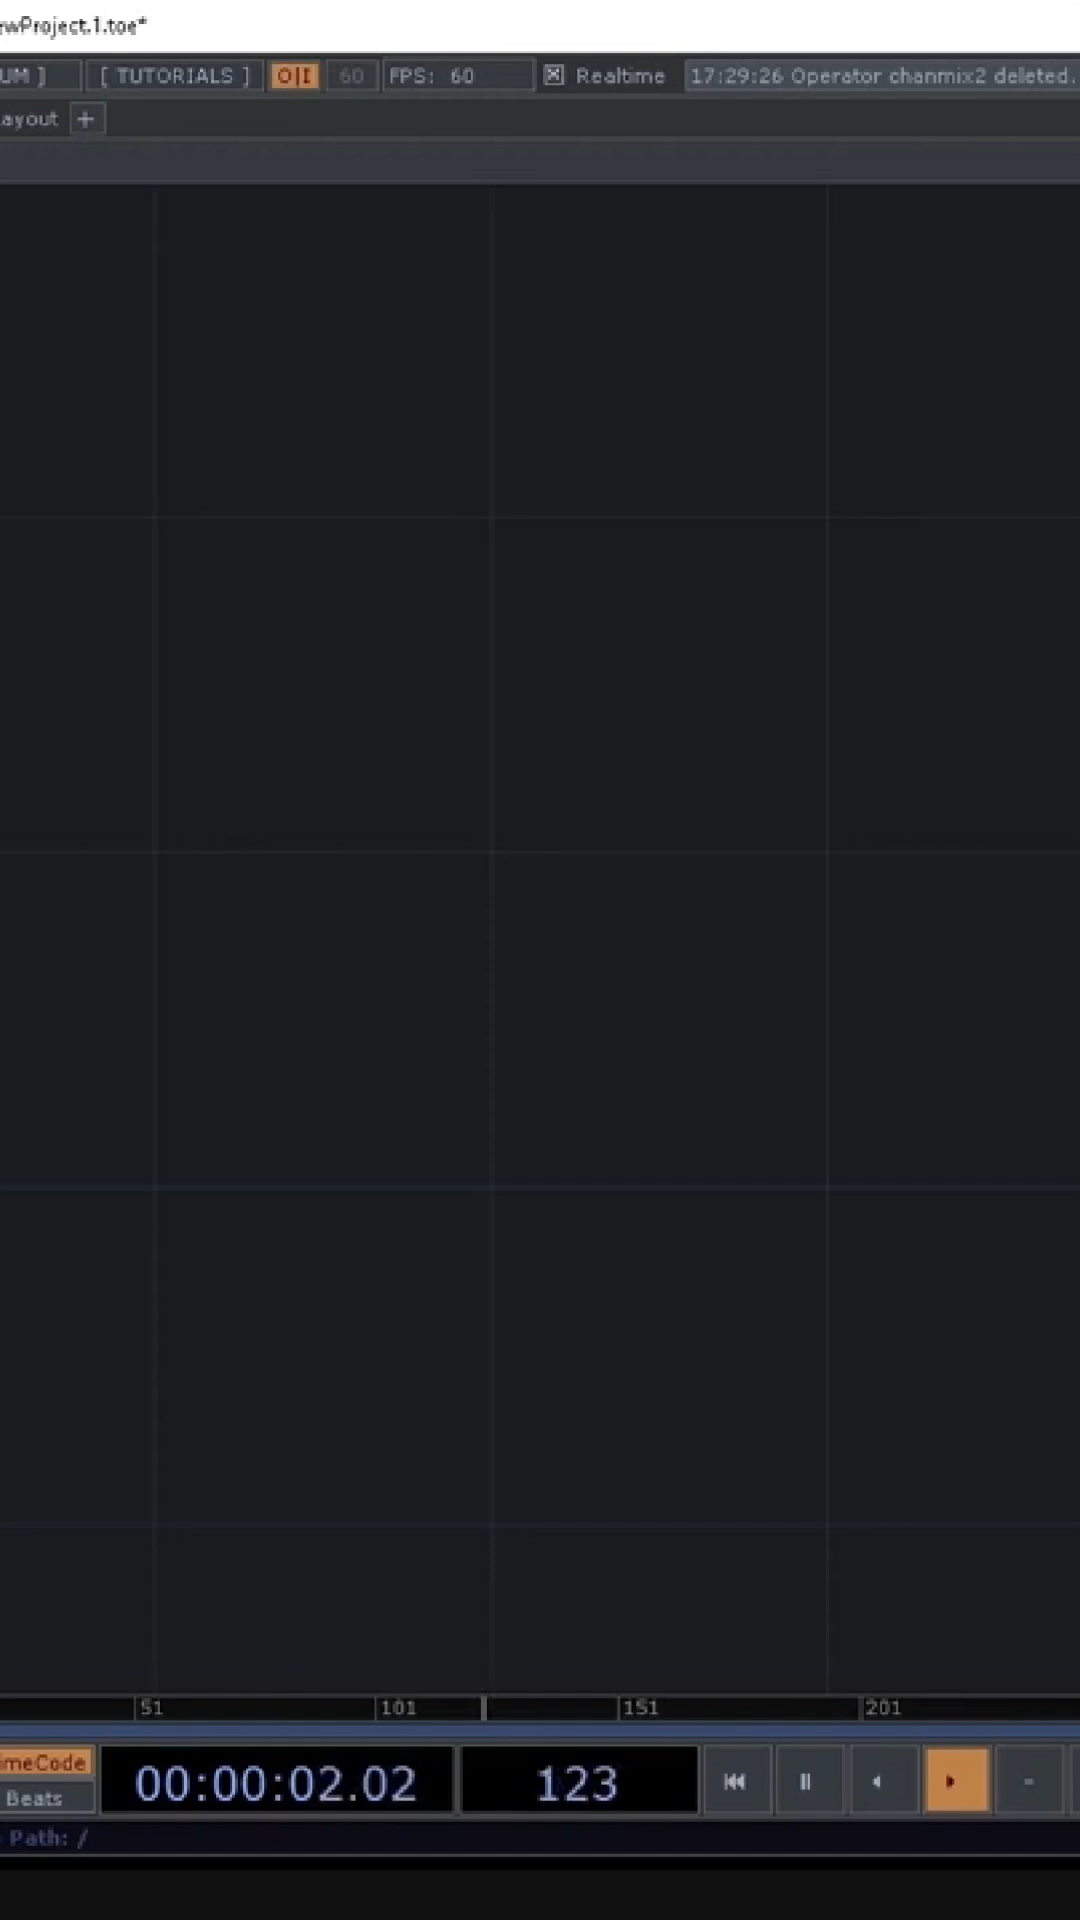 ewProject.1.toe*
UM ] [ TUTORIALS ] O|I 60 FPS: 60 Realtime 17:29:26 Operator chanmix2 deleted.
ayout +
51 101 151 201
imeCode
00:00:02.02 123
Beats
Path: /